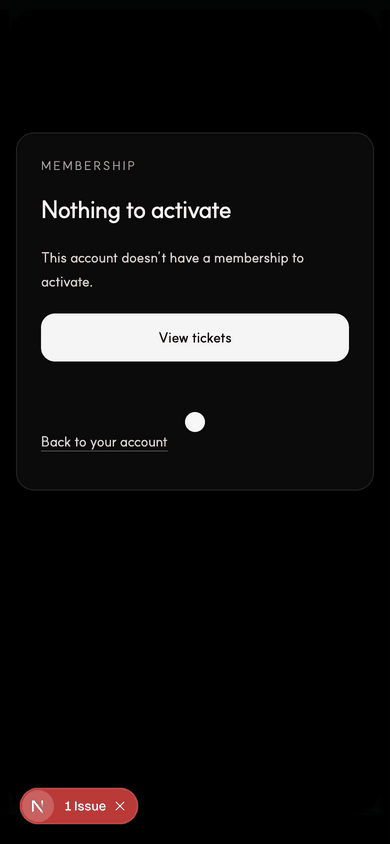 MEMBERSHIP
Nothing to activate
This account doesn't have a membership to
activate.
View tickets
Back to your account
N
1 Issue